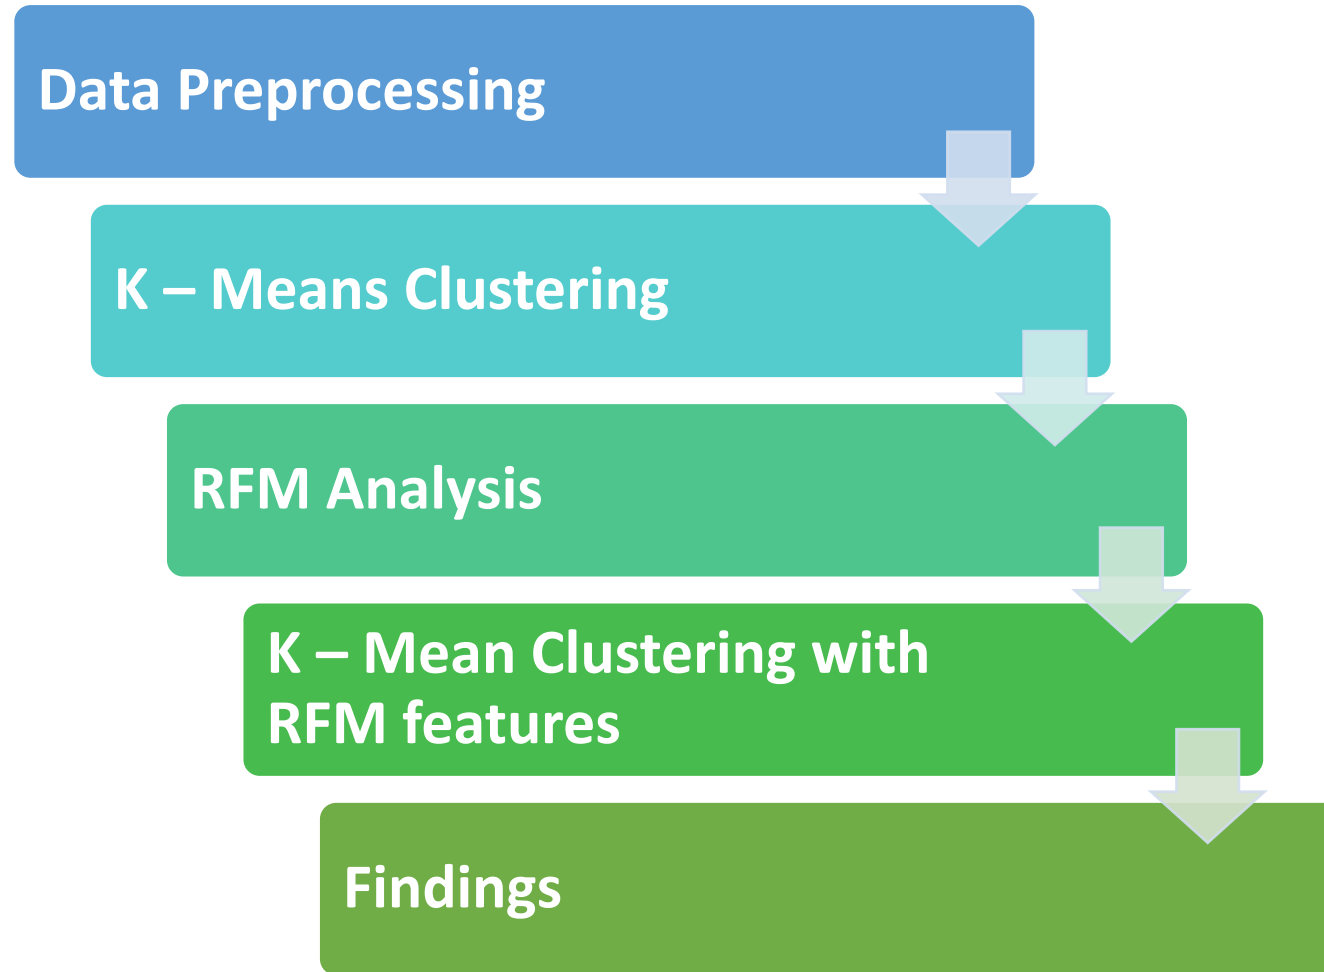 Data Preprocessing
K – Means Clustering
RFM Analysis
K – Mean Clustering with
RFM features
Findings